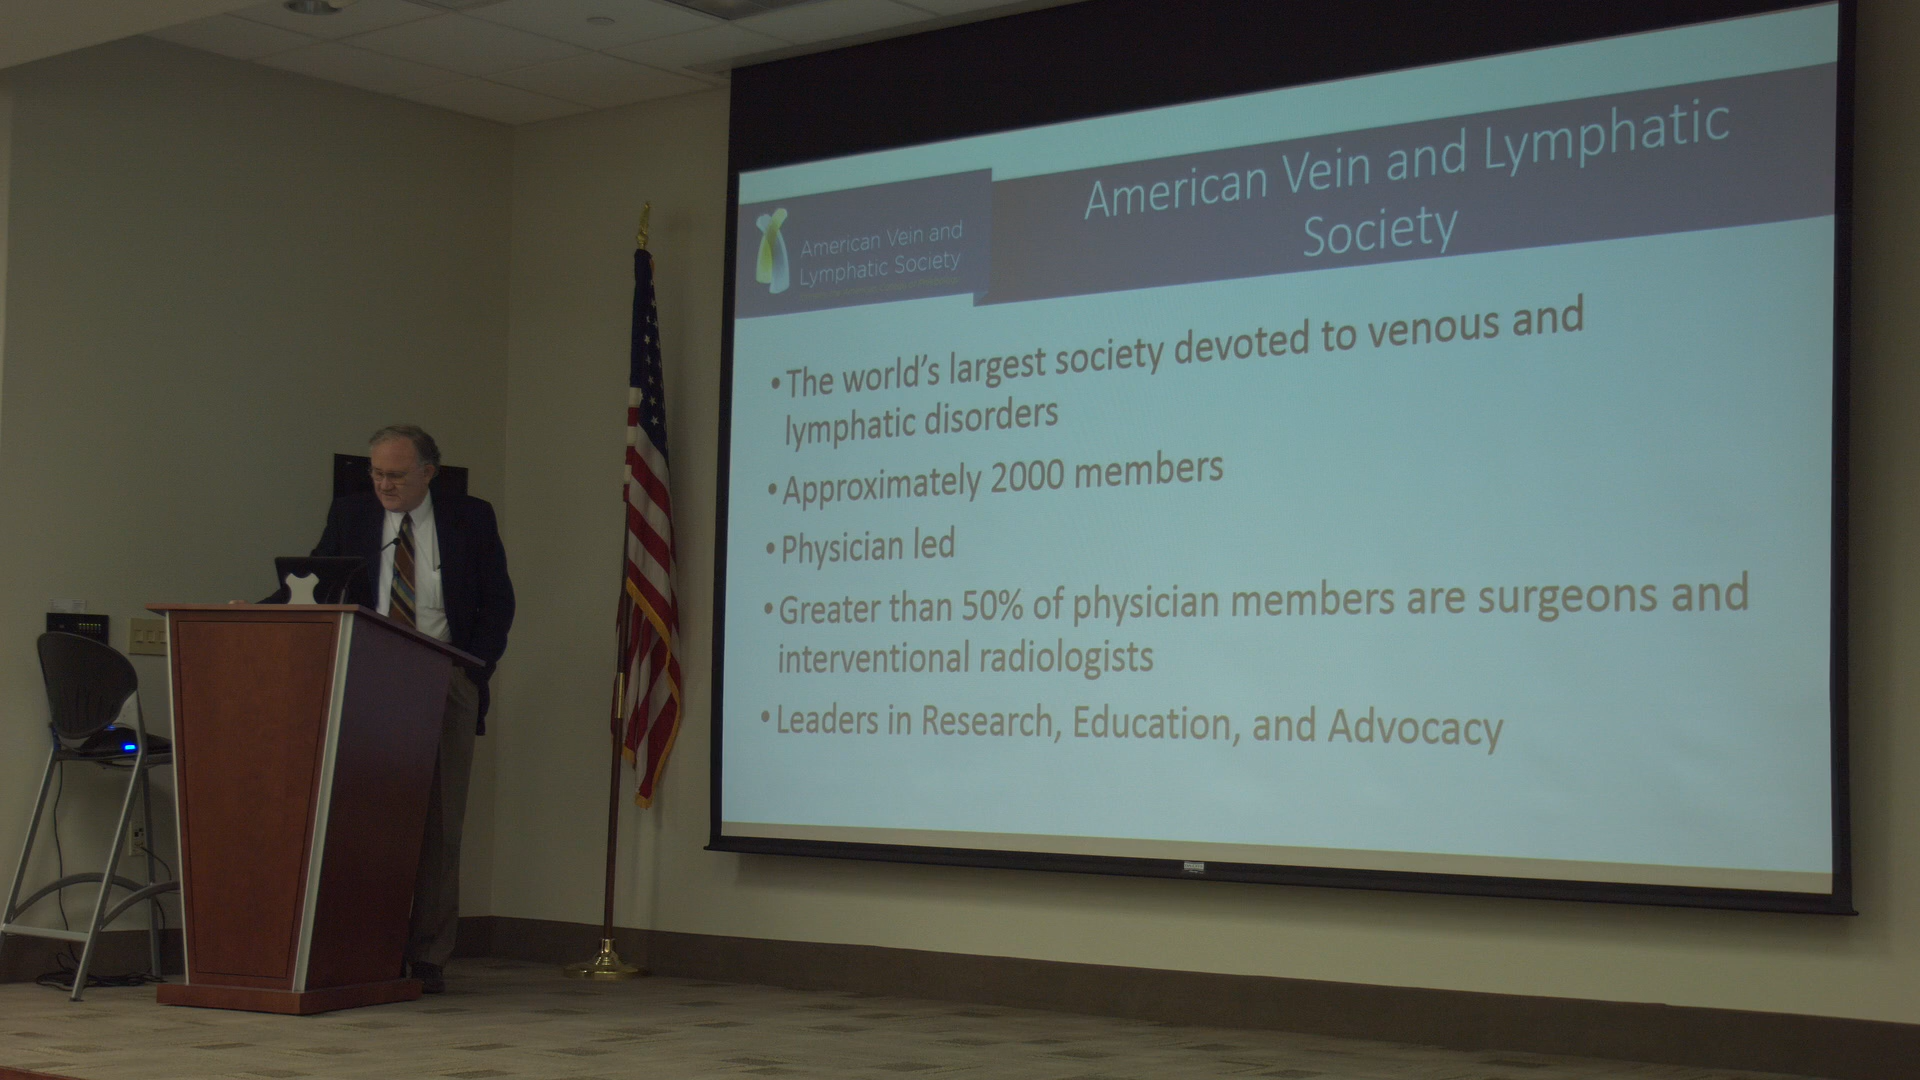 American Vein and Lymphatic
Society
American Vein and
Lymphatic Society
•The world's largest society devoted to venous and
lymphatic disorders
•Approximately 2000 members
•Physician led
•Greater than 50% of physician members are surgeons and
interventional radiologists
•Leaders in Research, Education, and Advocacy